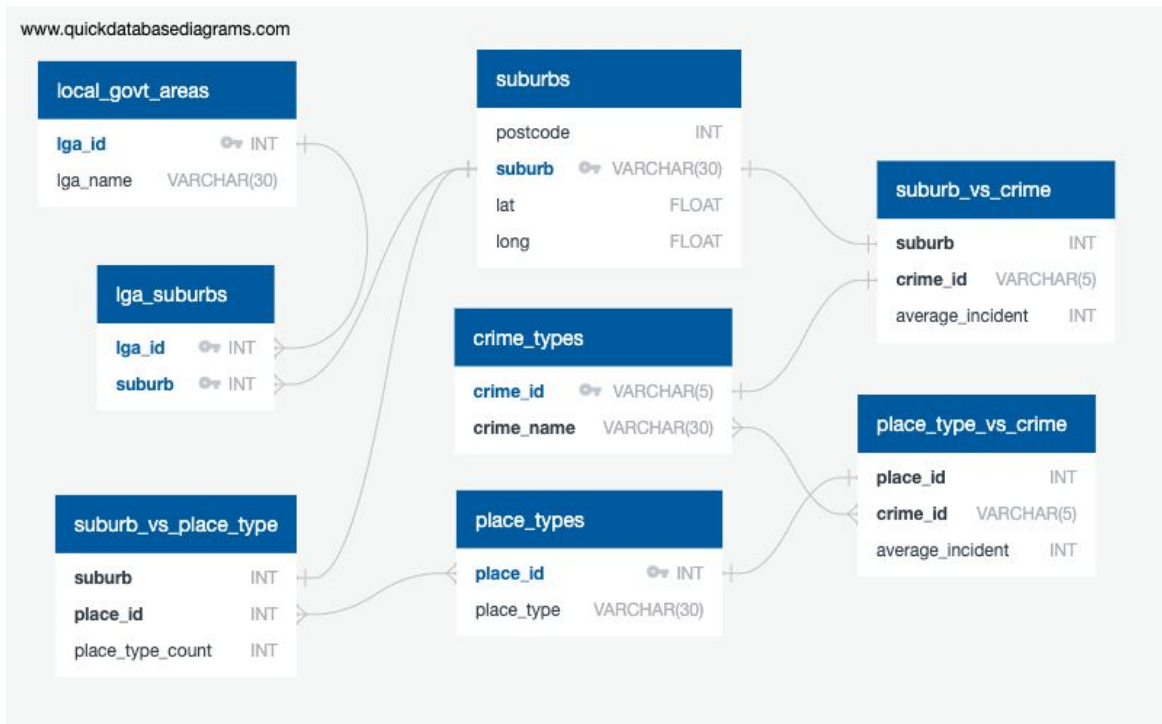 www.quickdatabasediagrams.com
local_govt_areas
lga_id INT
lga_name VARCHAR(30)
suburbs
postcode INT
suburb VARCHAR(30)
lat FLOAT
long FLOAT
suburb_vs_crime
suburb INT
crime_id VARCHAR(5)
average_incident INT
lga_suburbs
lga_id INT
suburb INT
crime_types
crime_id VARCHAR(5)
crime_name VARCHAR(30)
place_type_vs_crime
place_id INT
crime_id VARCHAR(5)
average_incident INT
suburb_vs_place_type
suburb INT
place_id INT
place_type_count INT
place_types
place_id INT
place_type VARCHAR(30)